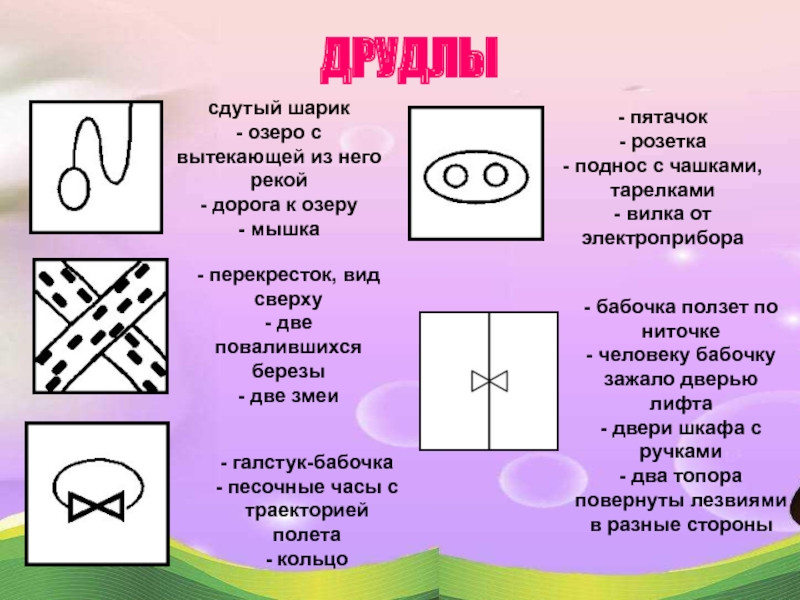 ДРУДЛЫ
сдутый шарик
- озеро с
вытекающей из него
рекой
- дорога к озеру
- мышка
- пятачок
- розетка
- поднос с чашками,
тарелками
- вилка от
электроприбора
- перекресток, вид
сверху
- две
повалившихся
березы
- две змеи
- бабочка ползет по
ниточке
- человеку бабочку
зажало дверью
лифта
- двери шкафа с
ручками
- два топора
повернуты лезвиями
в разные стороны
- галстук-бабочка
- песочные часы с
траекторией
полета
- кольцо